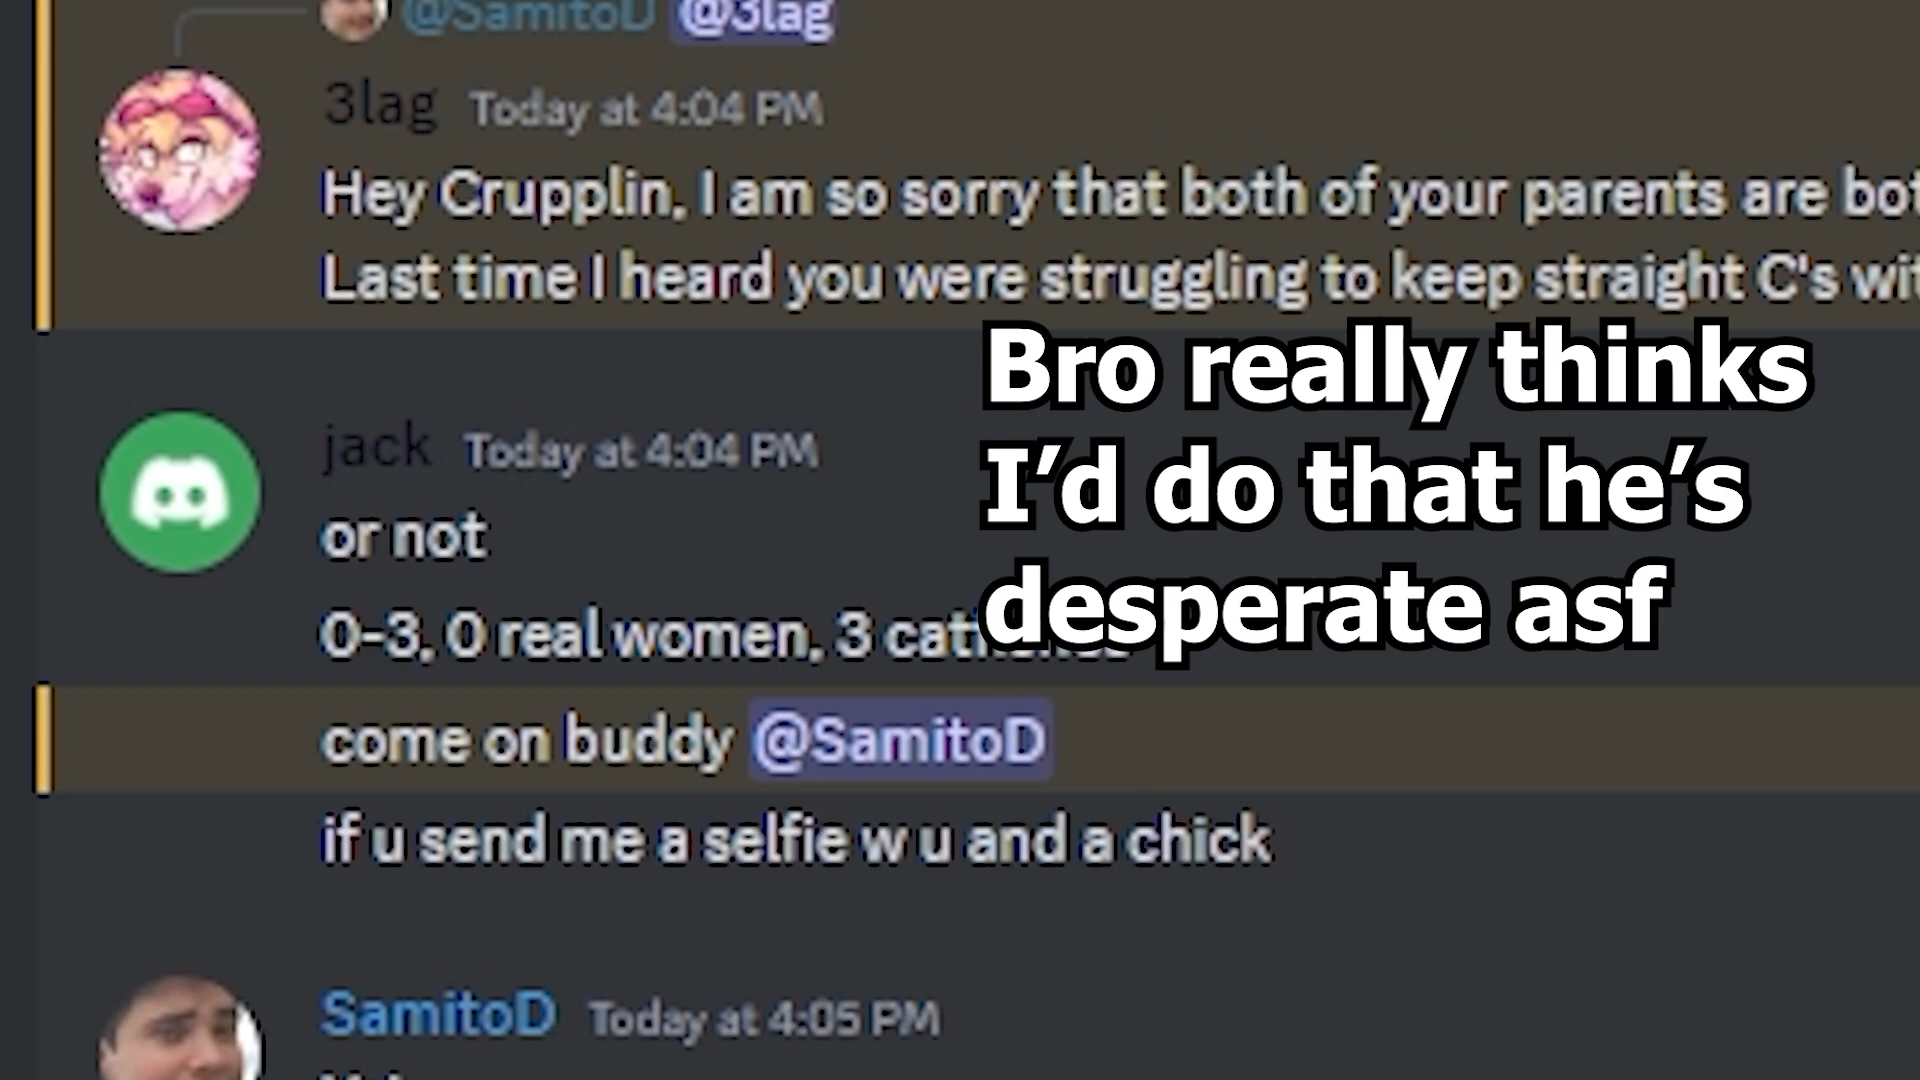 @SamitoD @3lag
3lag Today at 4:04 PM
Hey Crupplin, I am so sorry that both of your parents are
Last time I heard you were struggling to keep straight C's
Bro really thinks
I'd do that he's
desperate asf
jack Today at 4:04 PM
or not
0-3, 0 real women, 3
come on buddy @SamitoD
if u send me a selfie w u and a chick
SamitoD Today at 4:05 PM